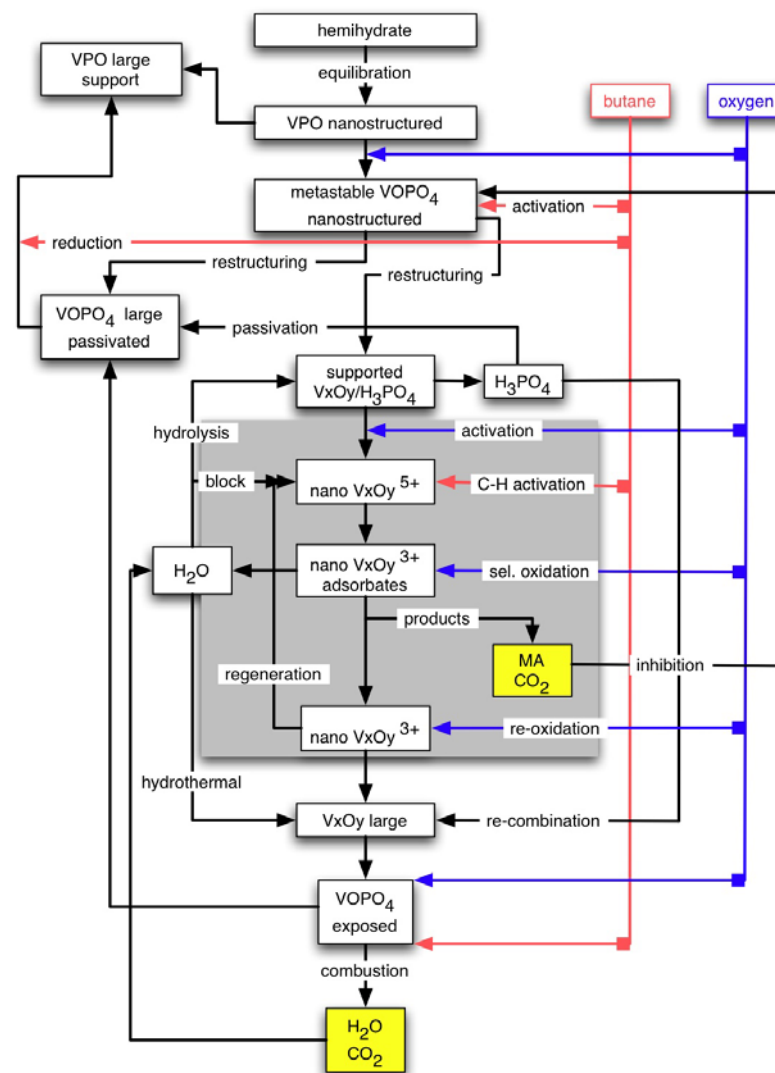 hemihydrate
VPO large
support
equilibration
butane
oxygen
VPO nanostructured
metastable VOPO4
nanostructured
activation
reduction
restructuring
restructuring
VOPO4 large
passivated
passivation
supported
VxOy/H3PO4
H3PO4
hydrolysis
activation
block
nano VxOy 5+
C-H activation
H2O
nano VxOy 3+
adsorbates
sel. oxidation
products
regeneration
MA
CO2
inhibition
nano VxOy 3+
re-oxidation
hydrothermal
VxOy large
re-combination
VOPO4
exposed
combustion
H2O
CO2